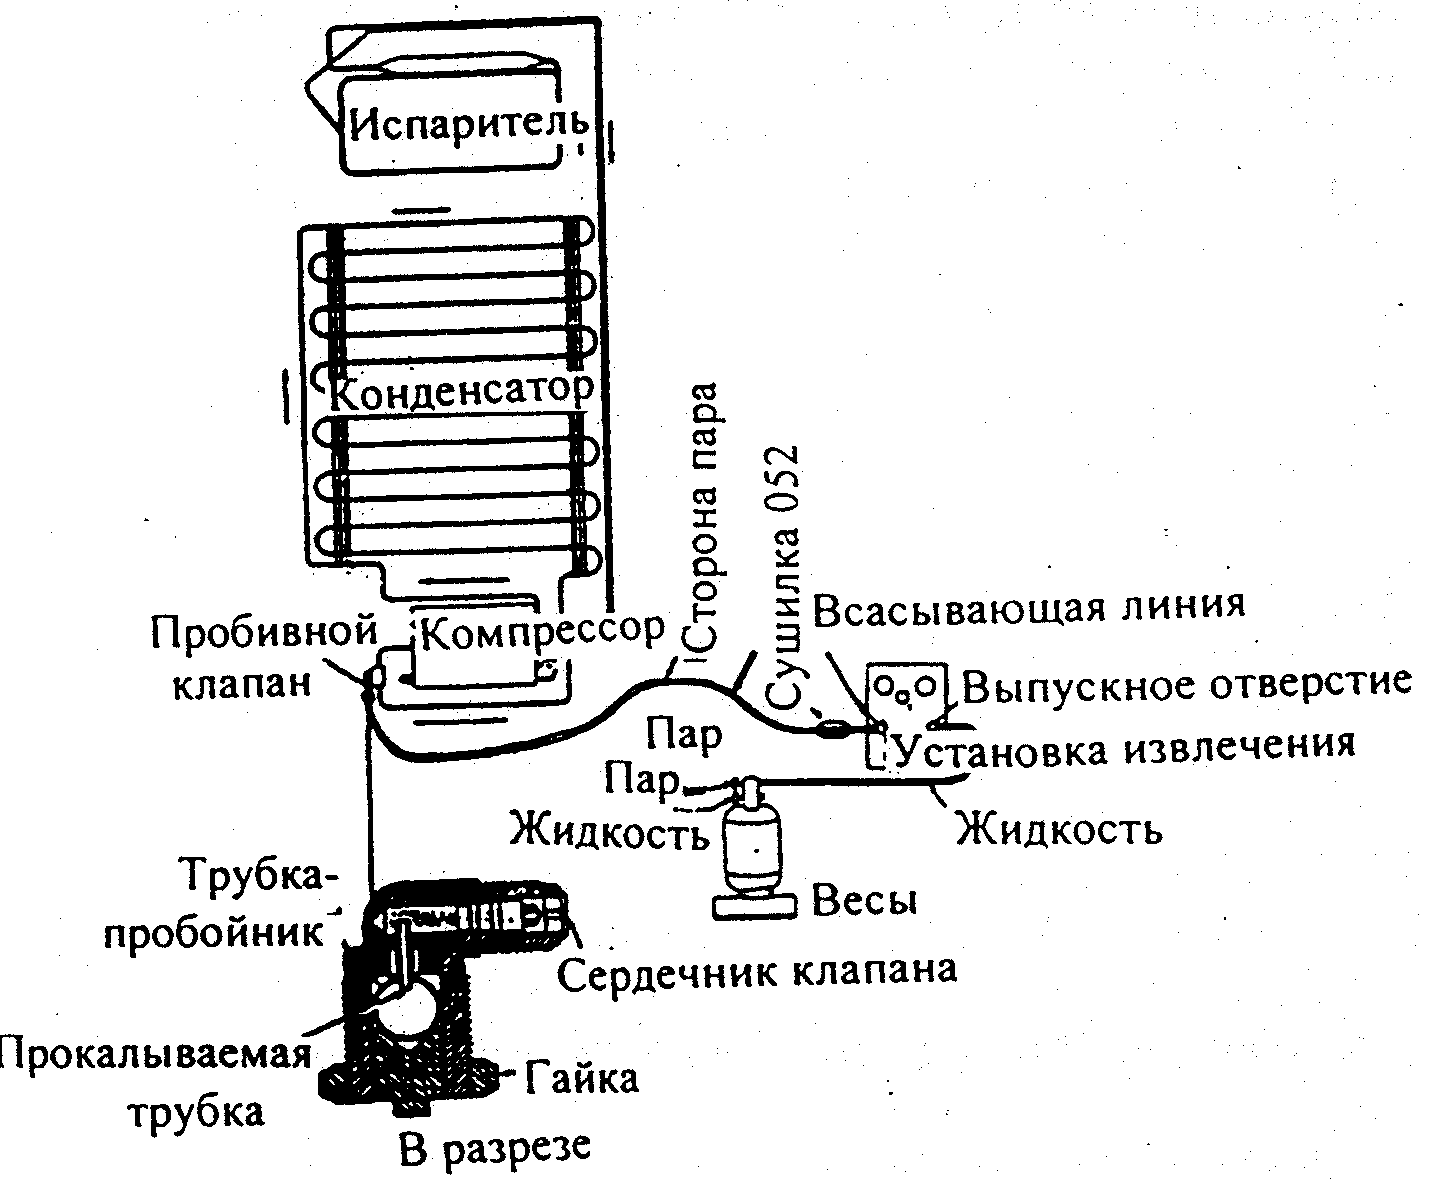 Испаритель
Конденсатор
Сторона пара
Сушилка 052
Всасывающая линия
Пробивной
клапан
Компрессор
Выпускное отверстие
Установка извлечения
Пар
Пар
Жидкость
Жидкость
Весы
Трубка-
пробойник
Сердечник клапана
Прокалываемая
трубка
Гайка
В разрезе